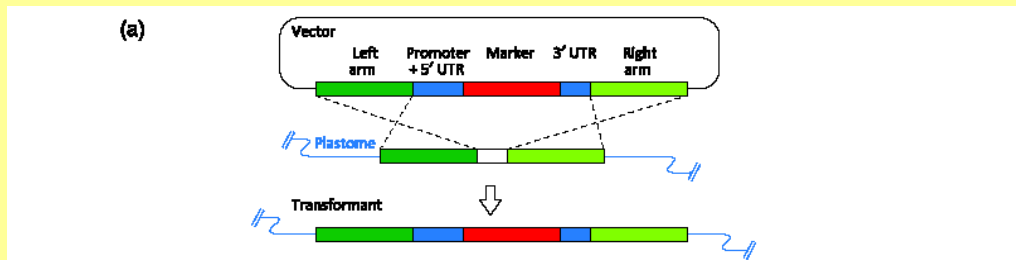 (a)
Vector
Left Promoter Marker 3′ UTR Right
arm + 5′ UTR arm
Plastome
Transformant